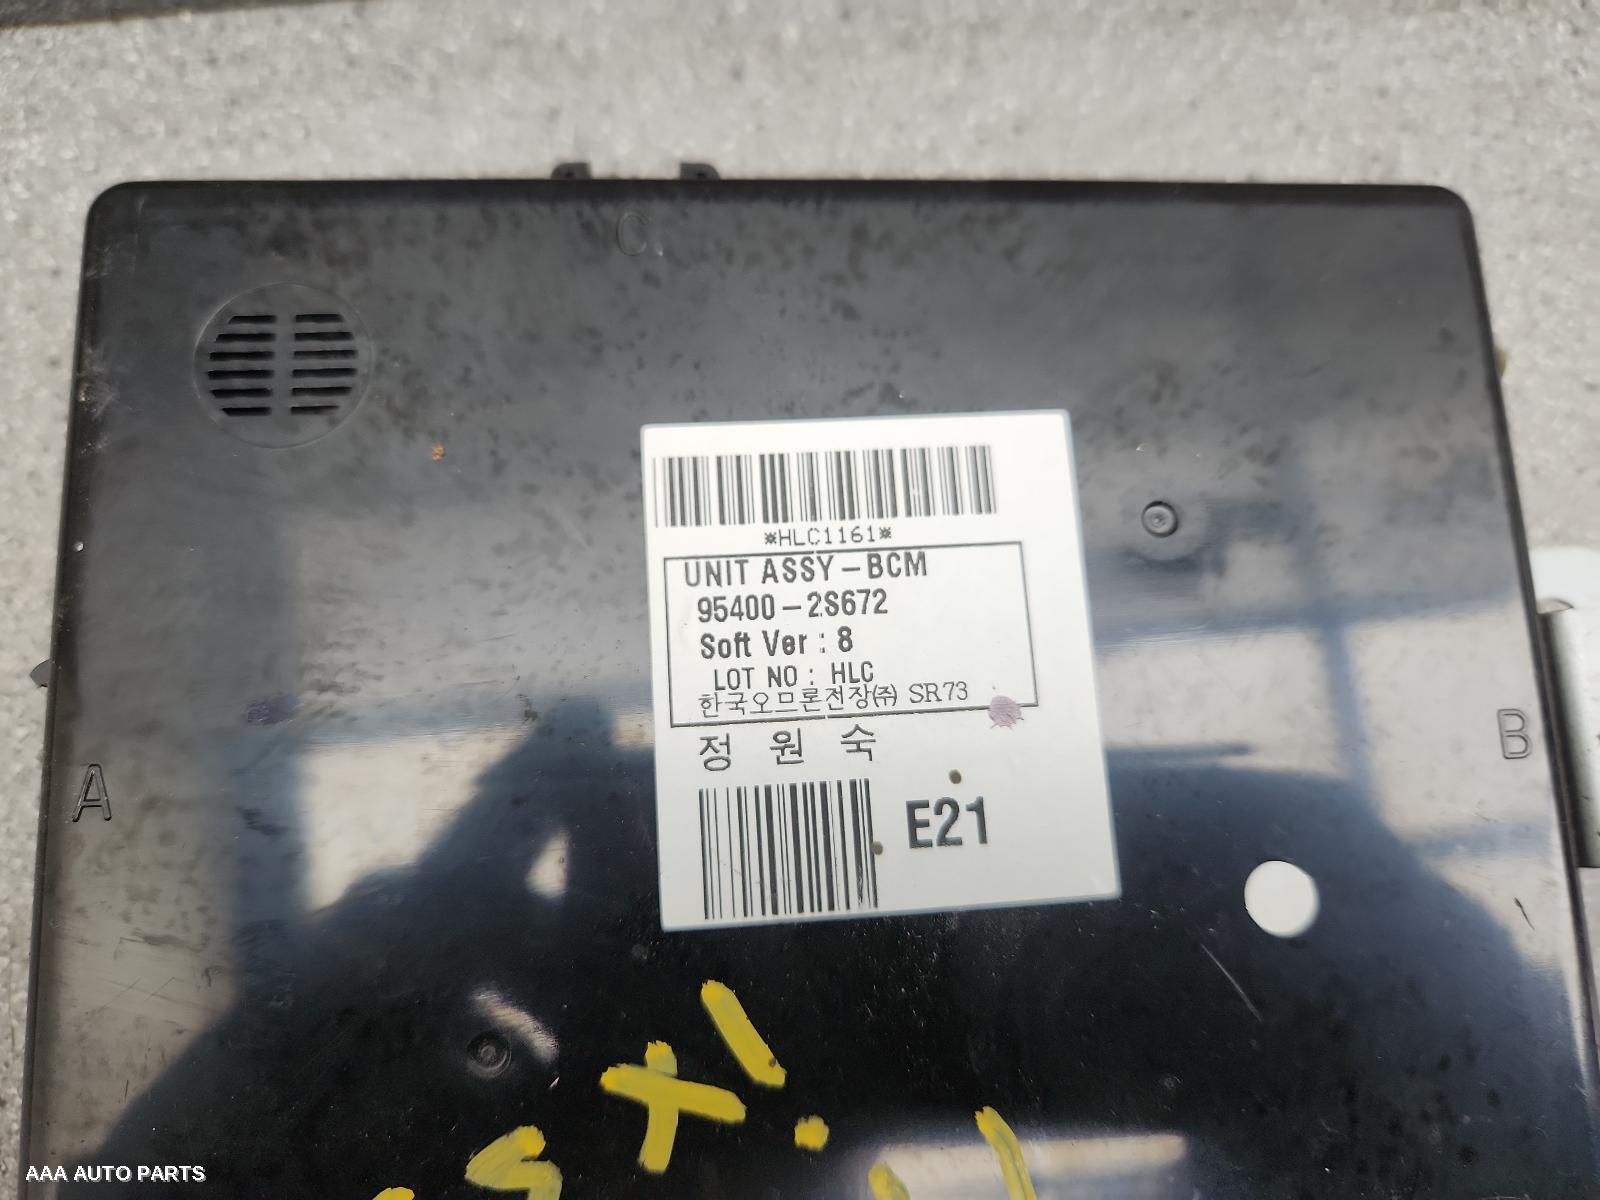 C
*HLC1161*
UNIT ASSY-BCM
95400-2S672
Soft Ver : 8
LOT NO : HLC
한국오므론전장㈜ SR73
정 원 숙
E21
A
B
AAA AUTO PARTS